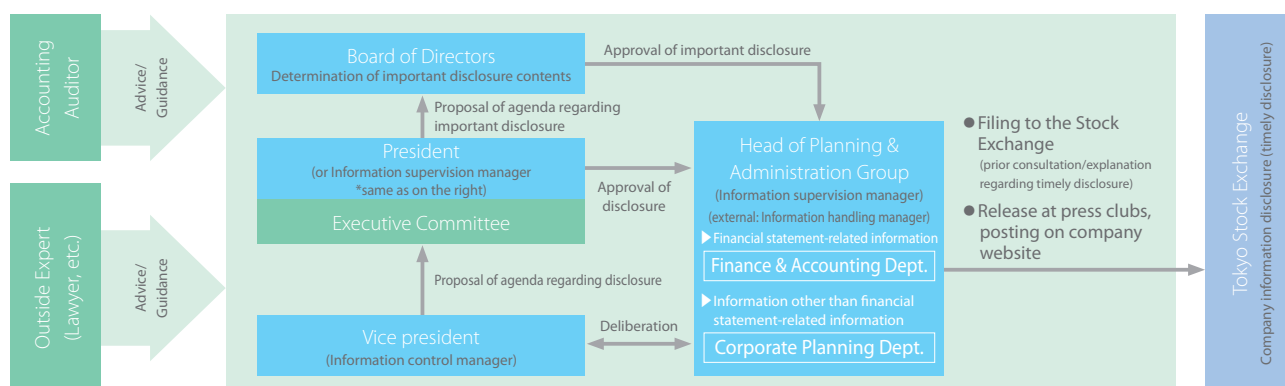 Accounting
Auditor
Advice/
Guidance
Outside Expert
(Lawyer, etc.)
Advice/
Guidance
Board of Directors
Determination of important disclosure contents
Approval of important disclosure
Proposal of agenda regarding
important disclosure
President
(or Information supervision manager
*same as on the right)
Executive Committee
Approval of
disclosure
Proposal of agenda regarding disclosure
Vice president
(Information control manager)
Deliberation
Head of Planning &
Administration Group
(Information supervision manager)
(external: Information handling manager)
▶Financial statement-related information
Finance & Accounting Dept.
▶Information other than financial
statement-related information
Corporate Planning Dept.
●Filing to the Stock
Exchange
(prior consultation/explanation
regarding timely disclosure)
●Release at press clubs,
posting on company
website
Tokyo Stock Exchange
Company information disclosure (timely disclosure)